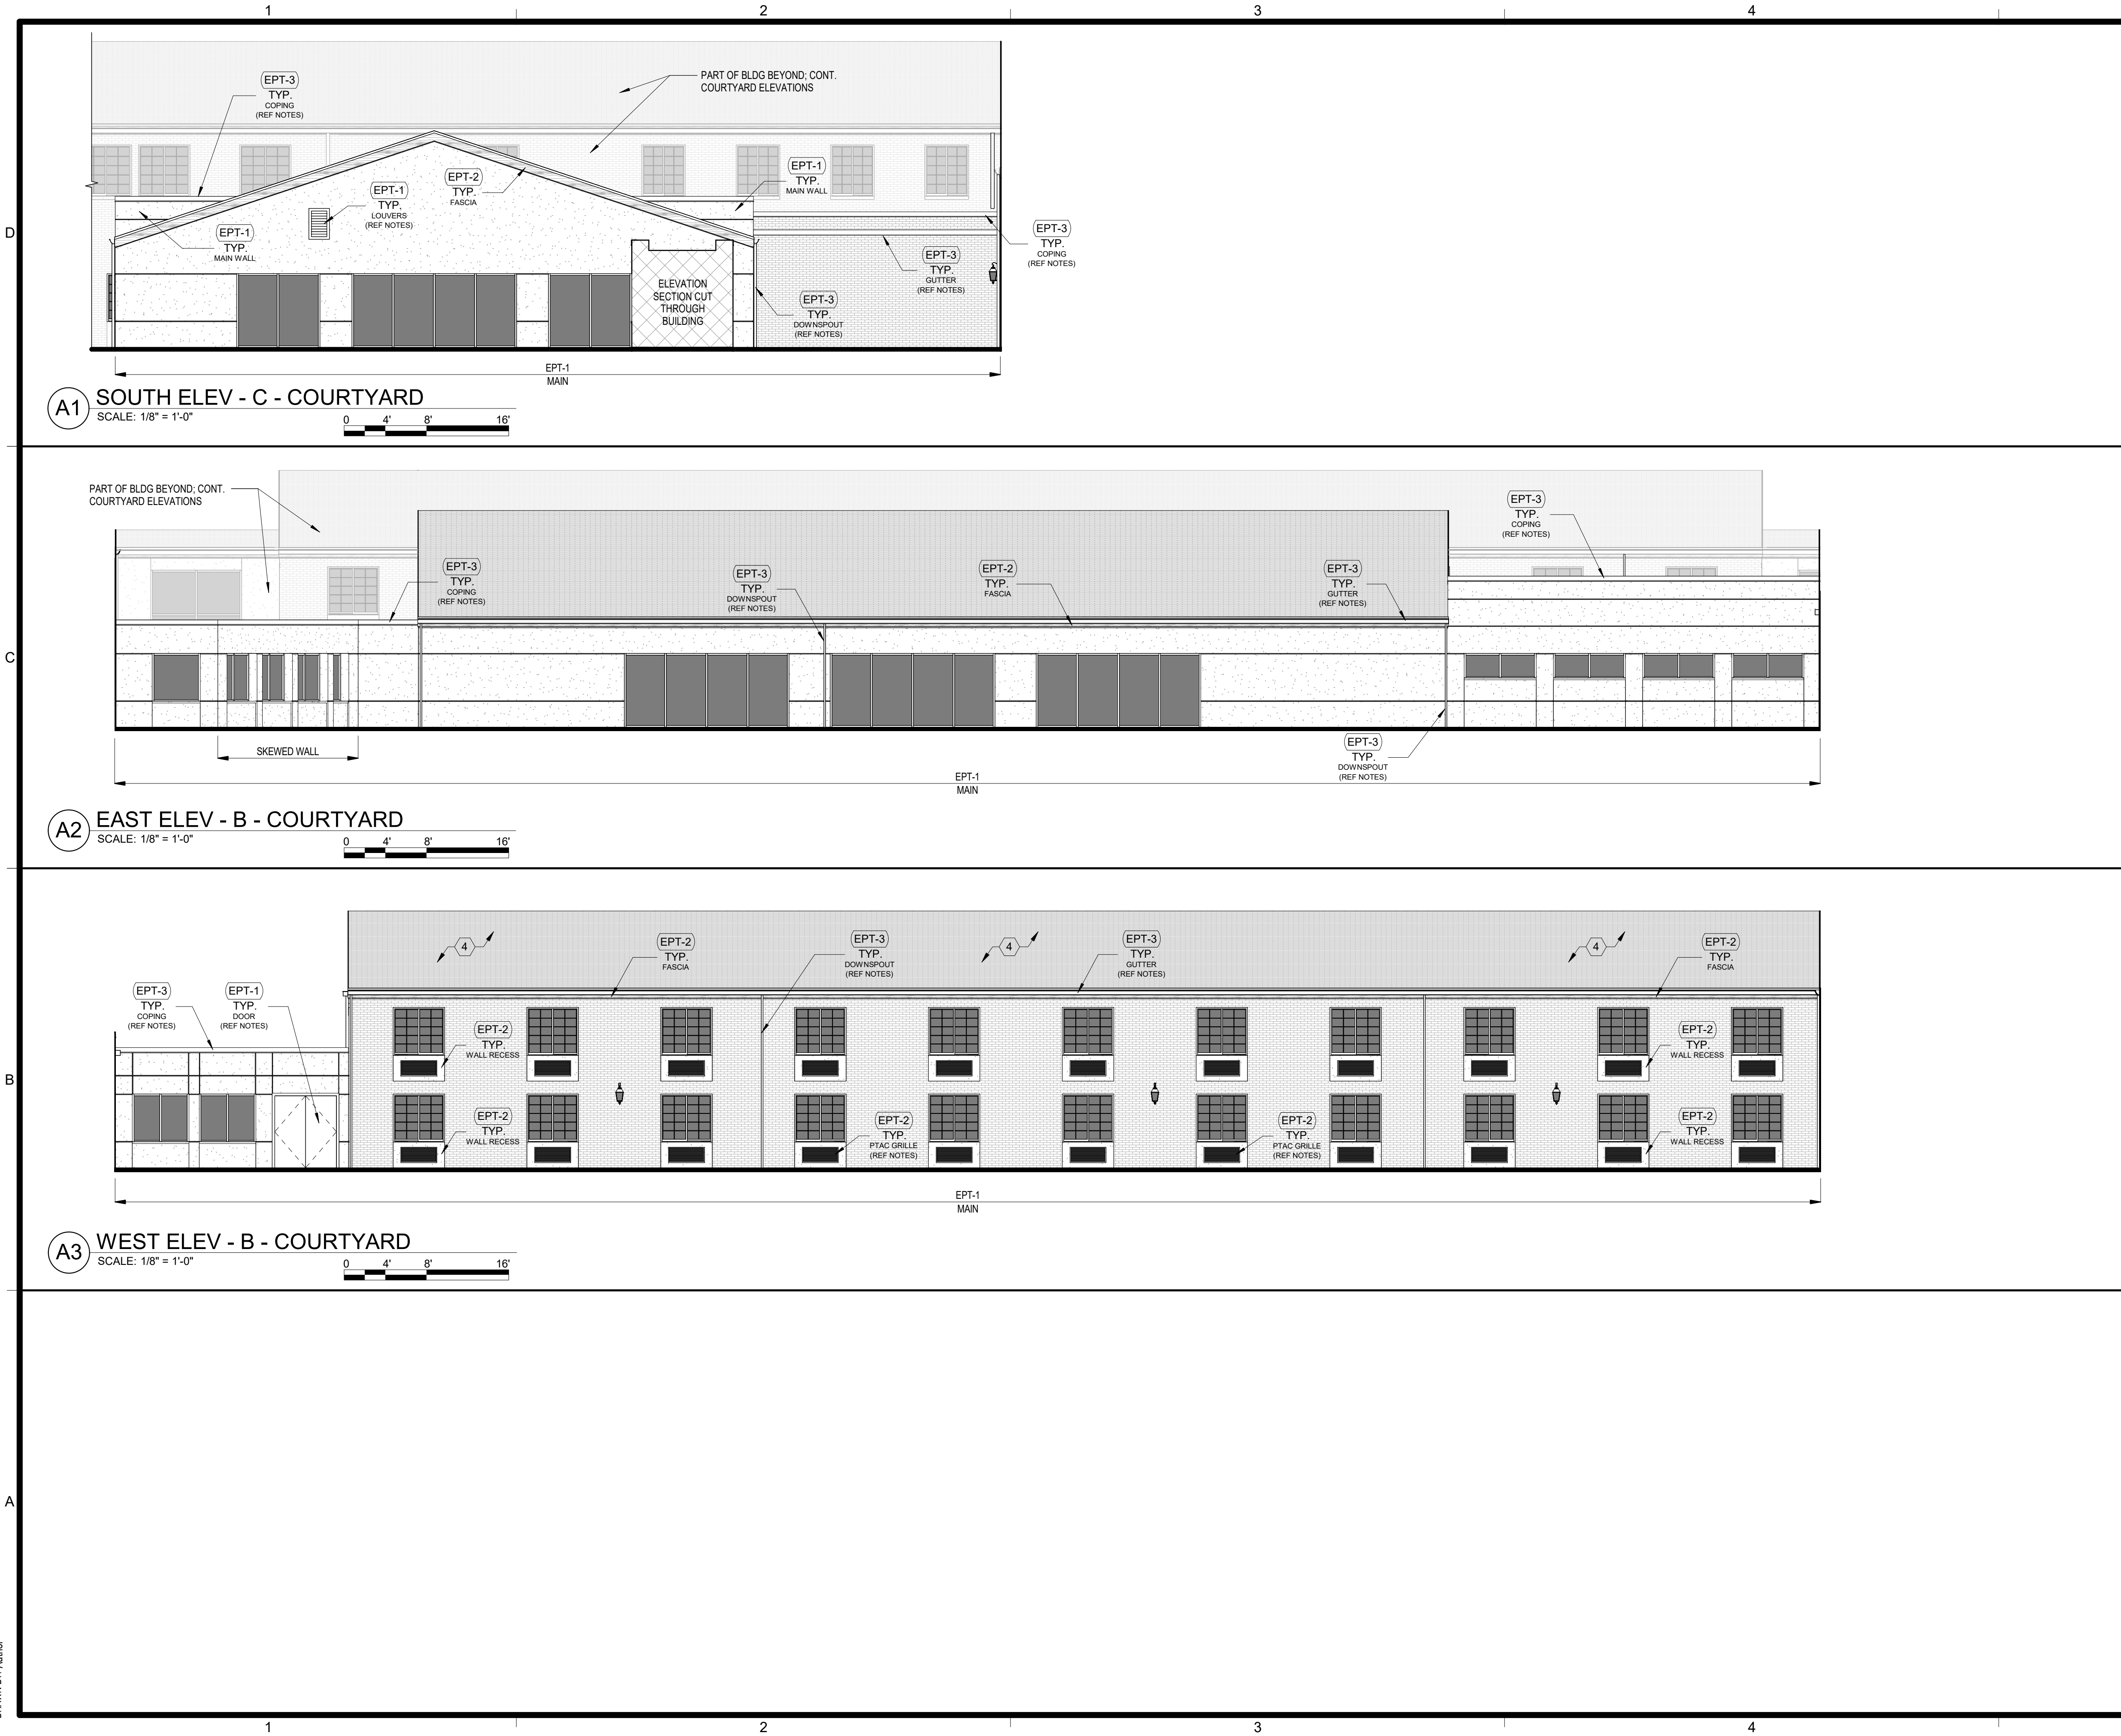 1
2
3
4
D
C
B
A
EPT-3
TYP.
COPING
(REF NOTES)
PART OF BLDG BEYOND; CONT.
COURTYARD ELEVATIONS
EPT-1
TYP.
MAIN WALL
EPT-2
TYP.
FASCIA
EPT-1
TYP.
LOUVERS
(REF NOTES)
EPT-1
TYP.
MAIN WALL
EPT-3
TYP.
COPING
(REF NOTES)
EPT-3
TYP.
GUTTER
(REF NOTES)
ELEVATION
SECTION CUT
THROUGH
BUILDING
EPT-3
TYP.
DOWNSPOUT
(REF NOTES)
EPT-1
MAIN
A1
SOUTH ELEV - C - COURTYARD
SCALE: 1/8" = 1'-0"
0 4' 8' 16'
PART OF BLDG BEYOND; CONT.
COURTYARD ELEVATIONS
EPT-3
TYP.
COPING
(REF NOTES)
EPT-3
TYP.
COPING
(REF NOTES)
EPT-3
TYP.
DOWNSPOUT
(REF NOTES)
EPT-2
TYP.
FASCIA
EPT-3
TYP.
GUTTER
(REF NOTES)
SKEWED WALL
EPT-3
TYP.
DOWNSPOUT
(REF NOTES)
EPT-1
MAIN
A2
EAST ELEV - B - COURTYARD
SCALE: 1/8" = 1'-0"
0 4' 8' 16'
4
EPT-2
TYP.
FASCIA
EPT-3
TYP.
DOWNSPOUT
(REF NOTES)
4
EPT-3
TYP.
GUTTER
(REF NOTES)
4
EPT-2
TYP.
FASCIA
EPT-3
TYP.
COPING
(REF NOTES)
EPT-1
TYP.
DOOR
(REF NOTES)
EPT-2
TYP.
WALL RECESS
EPT-2
TYP.
WALL RECESS
EPT-2
TYP.
WALL RECESS
EPT-2
TYP.
PTAC GRILLE
(REF NOTES)
EPT-2
TYP.
PTAC GRILLE
(REF NOTES)
EPT-2
TYP.
WALL RECESS
EPT-1
MAIN
A3
WEST ELEV - B - COURTYARD
SCALE: 1/8" = 1'-0"
0 4' 8' 16'
1
2
3
4